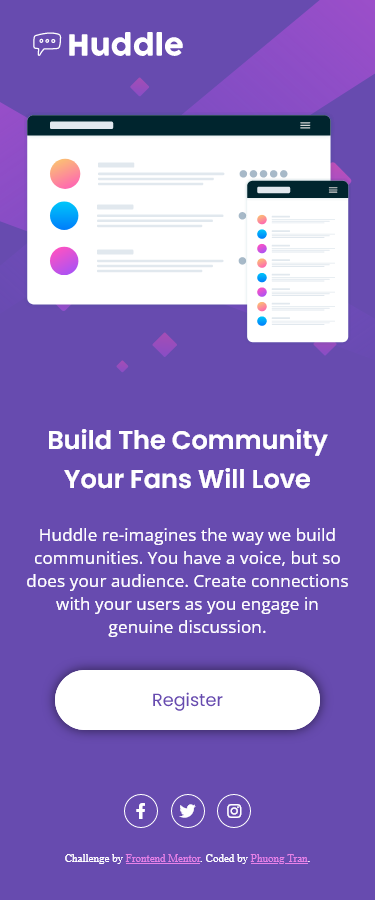 Huddle
Build The Community
Your Fans Will Love
Huddle re-imagines the way we build
communities. You have a voice, but so
does your audience. Create connections
with your users as you engage in
genuine discussion.
Register
Challenge by Frontend Mentor. Coded by Phuong Tran.